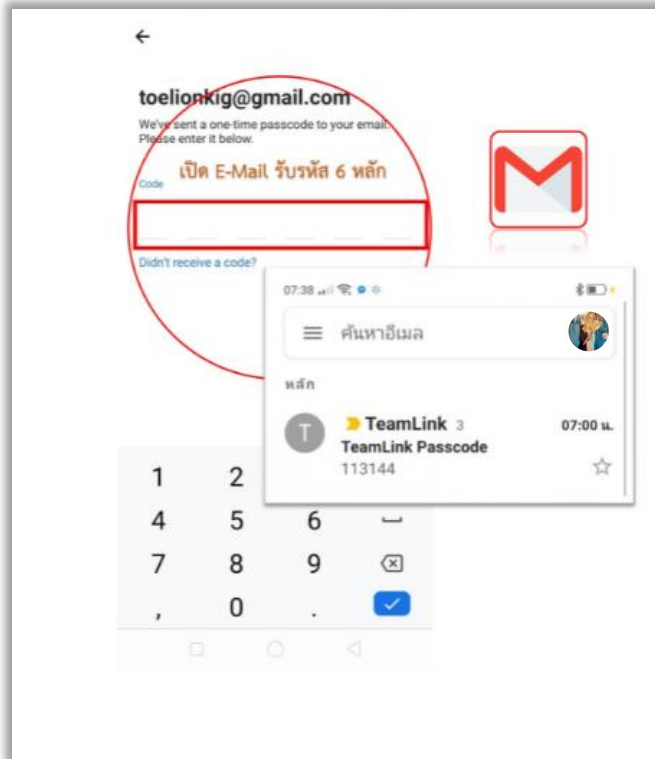 toelionkig@gmail.com
We've sent a one-time passcode to your email.
Please enter it below.
เปิด E-Mail รับรหัส 6 หลัก
Code
Didn't receive a code?
07:38
ค้นหาอีเมล
หลัก
T
TeamLink 3 07:00 น.
TeamLink Passcode
113144
1 2
4 5 6
7 8 9
, 0 .